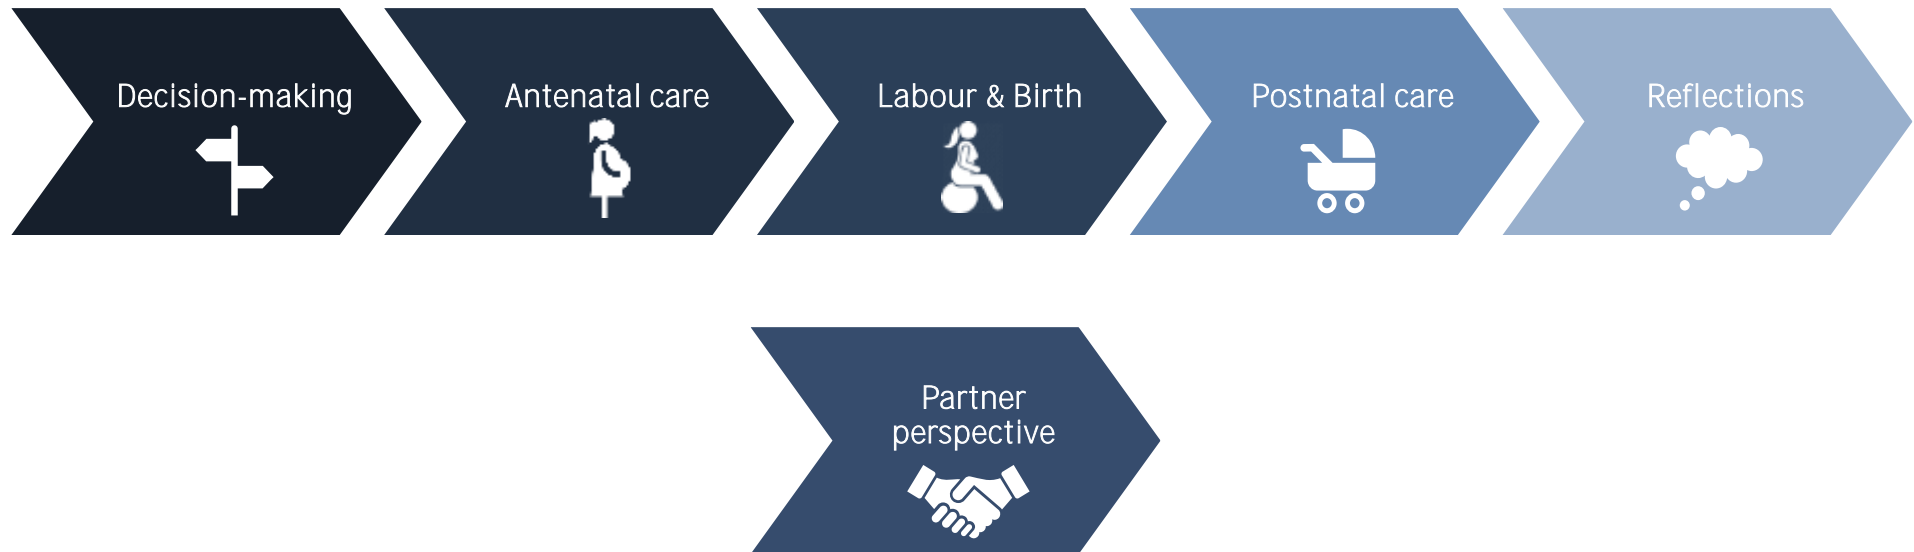 Decision-making
Antenatal care
Labour & Birth
Postnatal care
Reflections
Partner
perspective